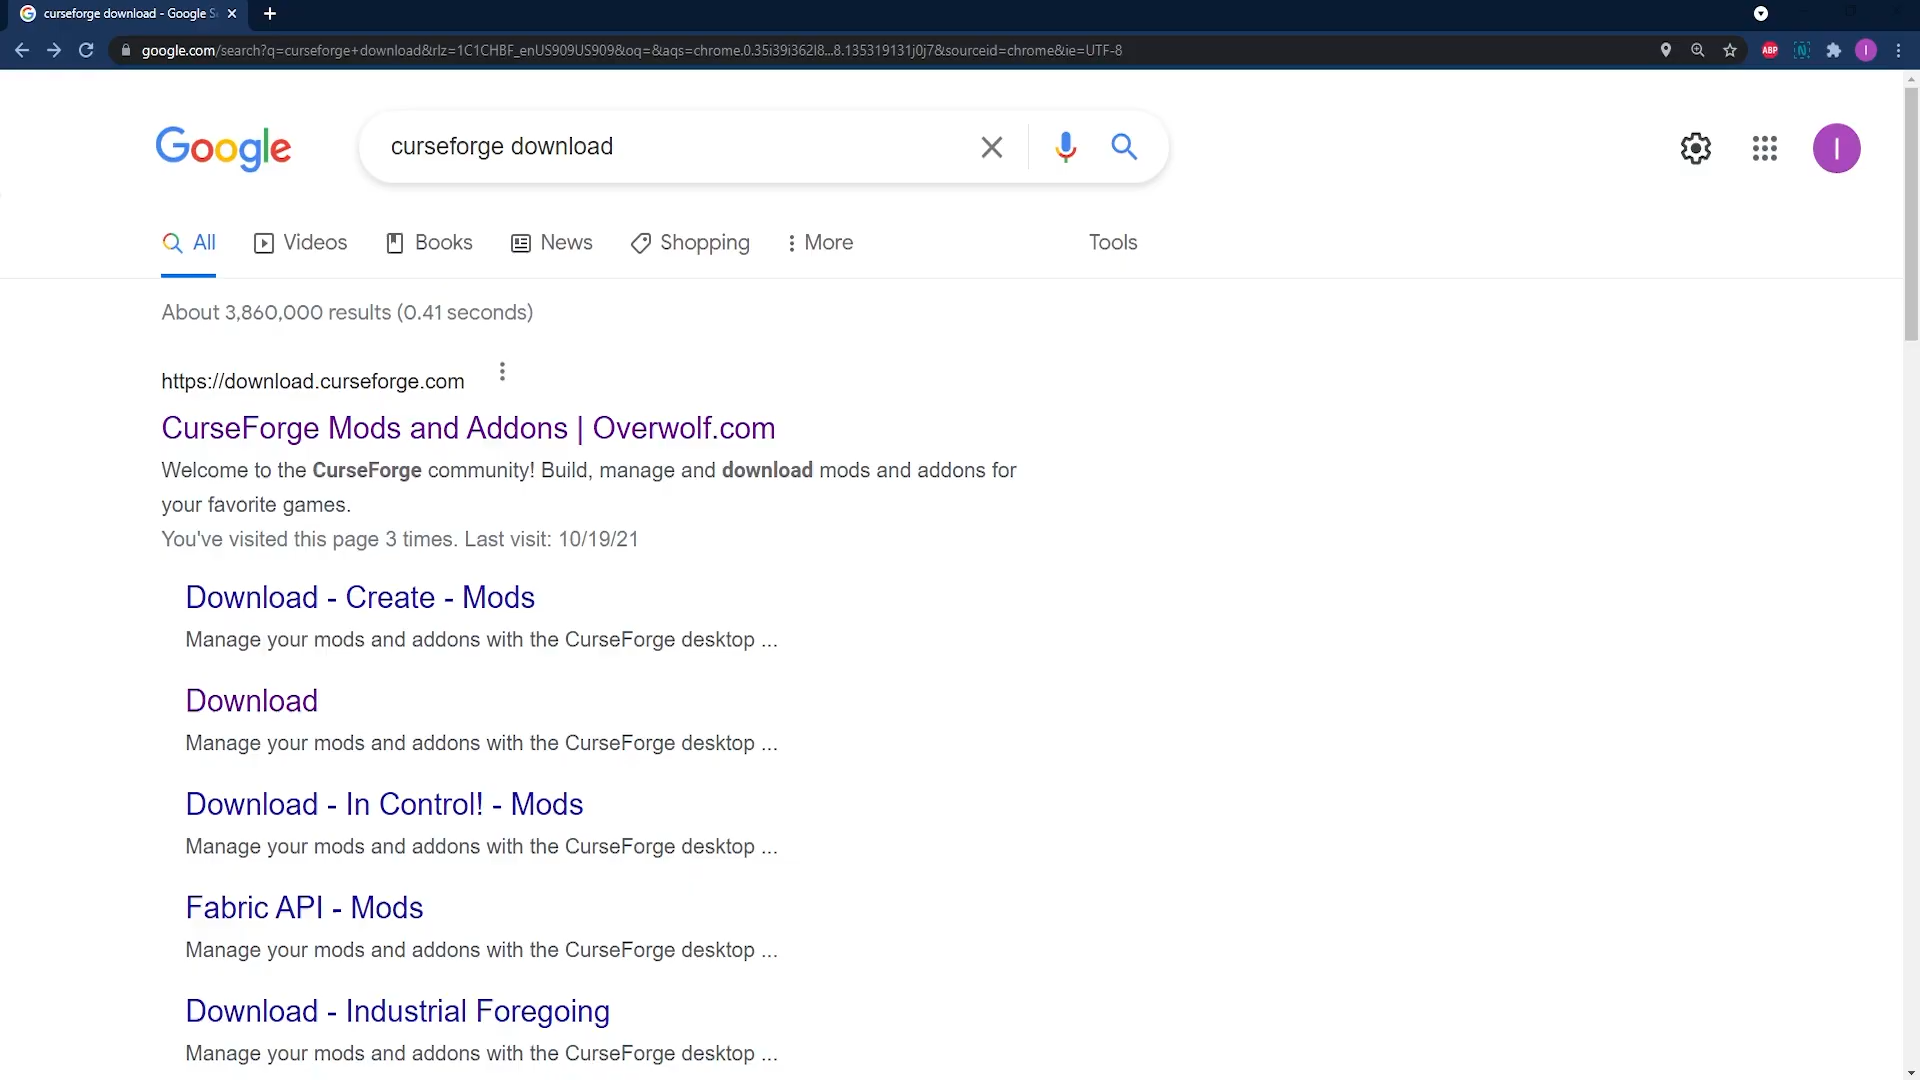 curseforge download - Google S
google.com/search?q=curseforge+download&rlz=1C1CHBF_enUS909US909&oq=&aqs=chrome.0.35i39i362l8...8.135319131j0j7&sourceid=chrome&ie=UTF-8
ABP
N
I
Google
curseforge download
I
All
Videos
Books
News
Shopping
More
Tools
About 3,860,000 results (0.41 seconds)
https://download.curseforge.com
CurseForge Mods and Addons | Overwolf.com
Welcome to the CurseForge community! Build, manage and download mods and addons for
your favorite games.
You've visited this page 3 times. Last visit: 10/19/21
Download - Create - Mods
Manage your mods and addons with the CurseForge desktop ...
Download
Manage your mods and addons with the CurseForge desktop ...
Download - In Control! - Mods
Manage your mods and addons with the CurseForge desktop ...
Fabric API - Mods
Manage your mods and addons with the CurseForge desktop ...
Download - Industrial Foregoing
Manage your mods and addons with the CurseForge desktop ...